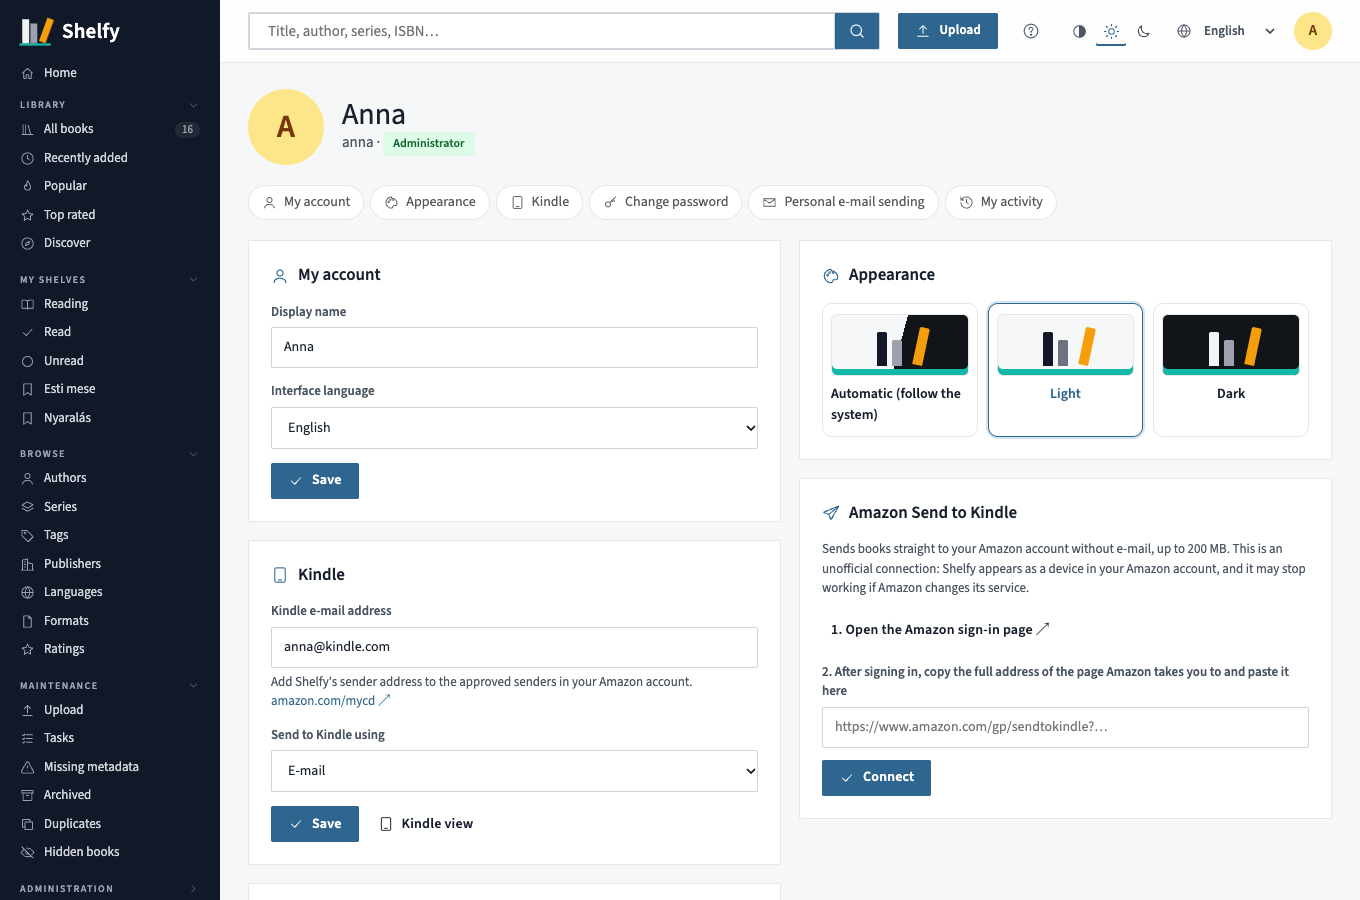 Shelfy
Home
LIBRARY
All books 16
Recently added
Popular
Top rated
Discover
MY SHELVES
Reading
Read
Unread
Esti mese
Nyaralás
BROWSE
Authors
Series
Tags
Publishers
Languages
Formats
Ratings
MAINTENANCE
Upload
Tasks
Missing metadata
Archived
Duplicates
Hidden books
ADMINISTRATION
Title, author, series, ISBN…
Upload
English
A
A
Anna
anna · Administrator
My account
Appearance
Kindle
Change password
Personal e-mail sending
My activity
My account
Display name
Anna
Interface language
English
Save
Kindle
Kindle e-mail address
anna@kindle.com
Add Shelfy's sender address to the approved senders in your Amazon account.
amazon.com/mycd
Send to Kindle using
E-mail
Save
Kindle view
Appearance
Automatic (follow the
system)
Light
Dark
Amazon Send to Kindle
Sends books straight to your Amazon account without e-mail, up to 200 MB. This is an
unofficial connection: Shelfy appears as a device in your Amazon account, and it may stop
working if Amazon changes its service.
1. Open the Amazon sign-in page
2. After signing in, copy the full address of the page Amazon takes you to and paste it
here
https://www.amazon.com/gp/sendtokindle?…
Connect